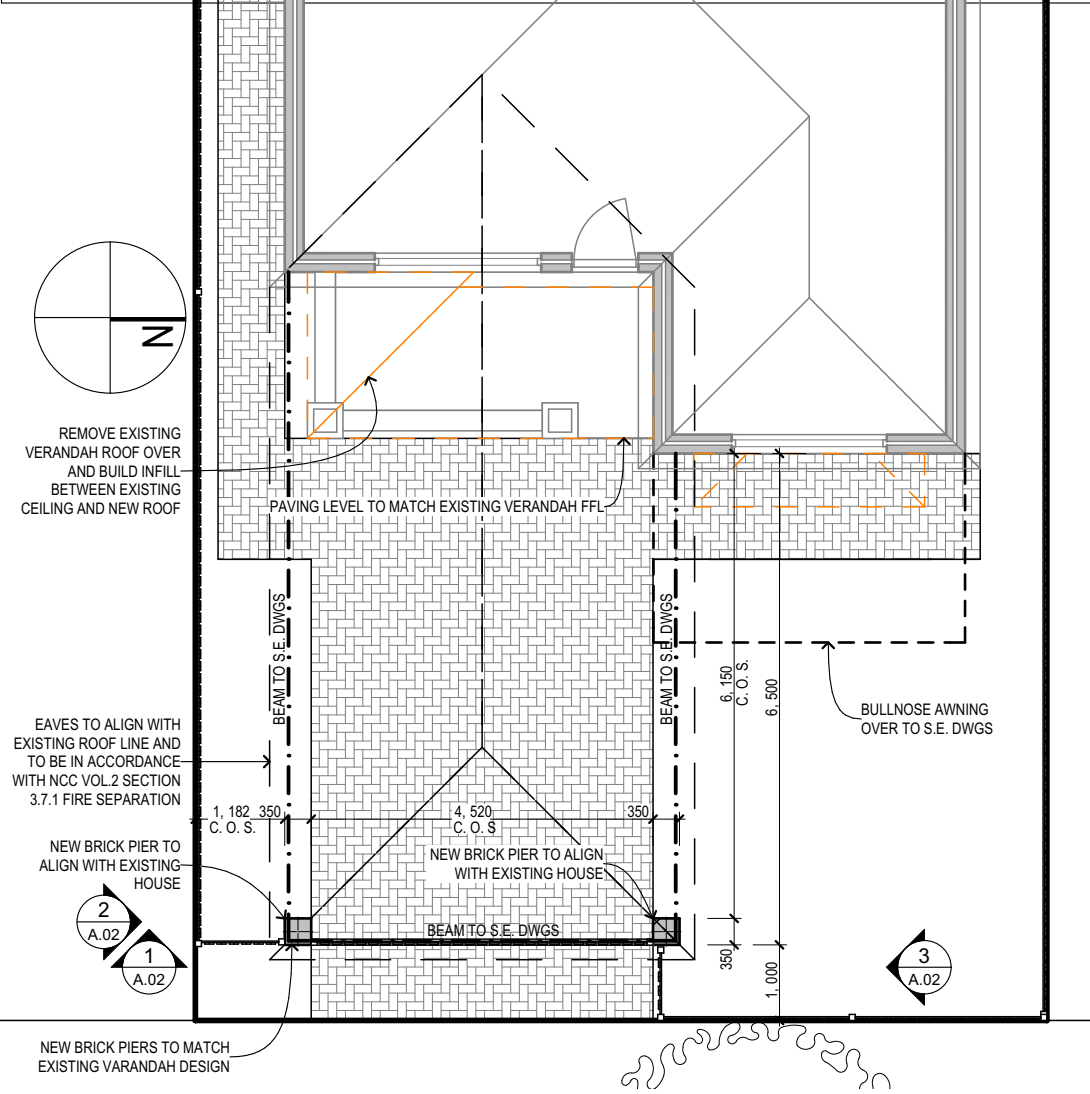 N
REMOVE EXISTING
VERANDAH ROOF OVER
AND BUILD INFILL
BETWEEN EXISTING
CEILING AND NEW ROOF
PAVING LEVEL TO MATCH EXISTING VERANDAH FFL
BEAM TO S.E. DWGS
BEAM TO S.E. DWGS
6, 150
C. O. S.
6, 500
BULLNOSE AWNING
OVER TO S.E. DWGS
EAVES TO ALIGN WITH
EXISTING ROOF LINE AND
TO BE IN ACCORDANCE
WITH NCC VOL.2 SECTION
3.7.1 FIRE SEPARATION
1, 182
C. O. S.
350
4, 520
C. O. S
350
NEW BRICK PIER TO
ALIGN WITH EXISTING
HOUSE
NEW BRICK PIER TO ALIGN
WITH EXISTING HOUSE
BEAM TO S.E. DWGS
2
A.02
1
A.02
350
1, 000
3
A.02
NEW BRICK PIERS TO MATCH
EXISTING VARANDAH DESIGN